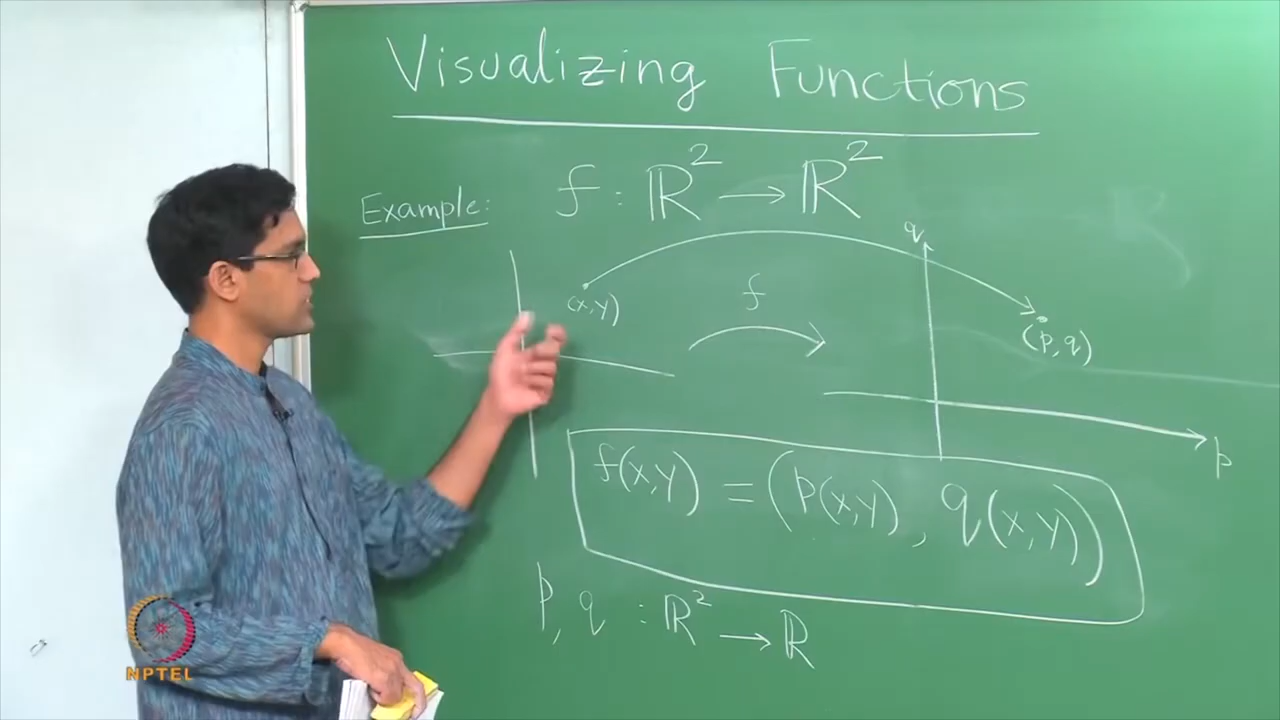 Visualizing Functions
Example: f : ℝ² → ℝ²
q
(x,y)
f
(p,q)
p
f(x,y) = (p(x,y), q(x,y))
p, q : ℝ² → ℝ
NPTEL